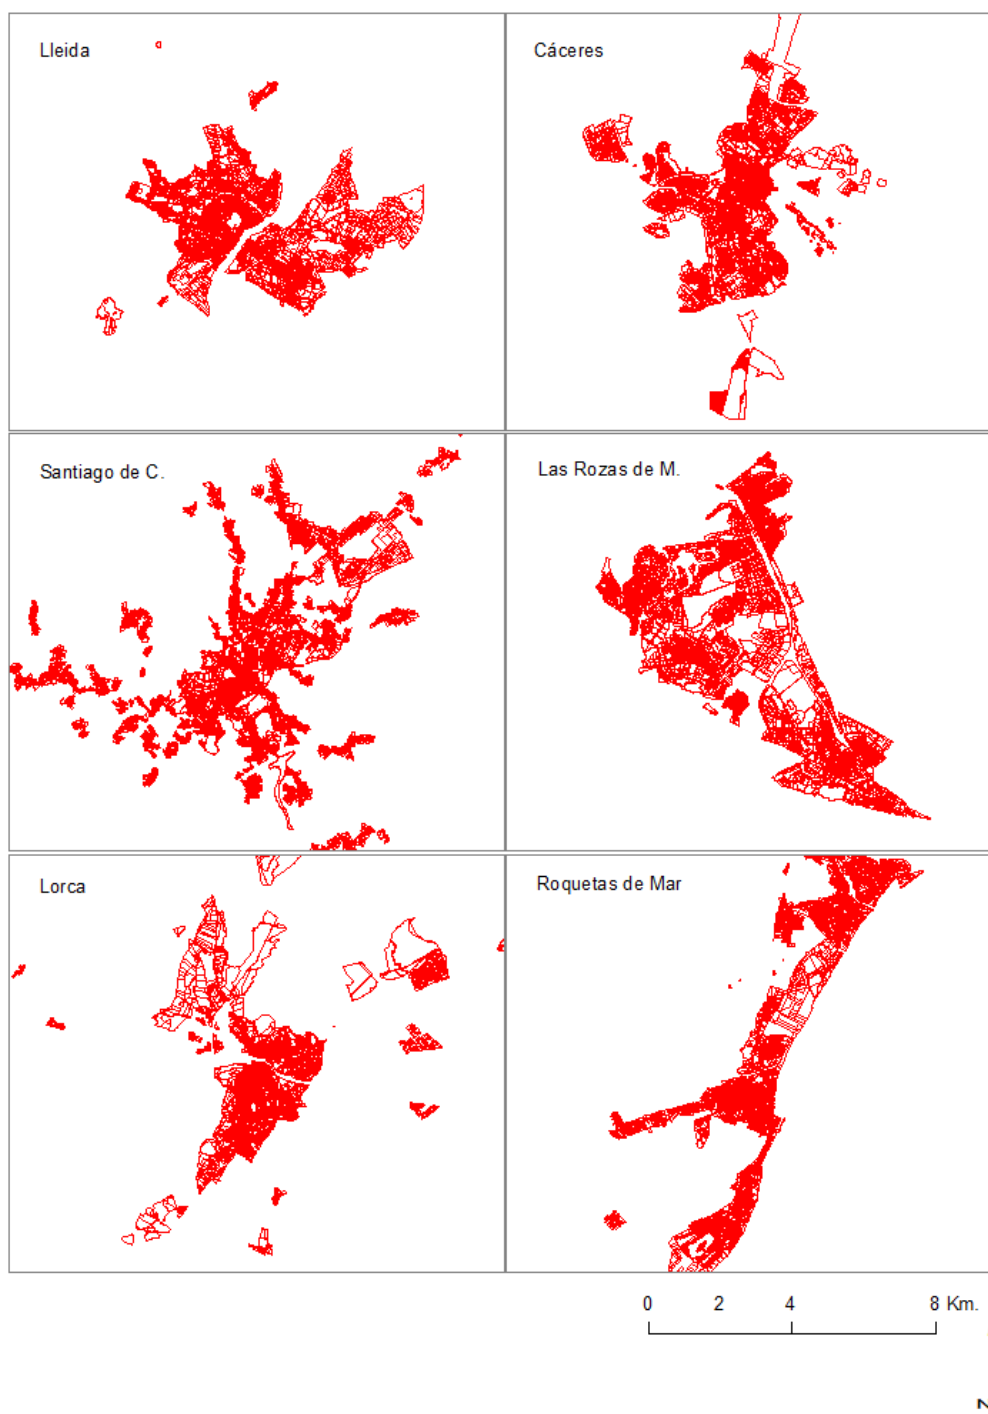 Lleida
Cáceres
Santiago de C.
Las Rozas de M.
Lorca
Roquetas de Mar
0 2 4 8 Km.